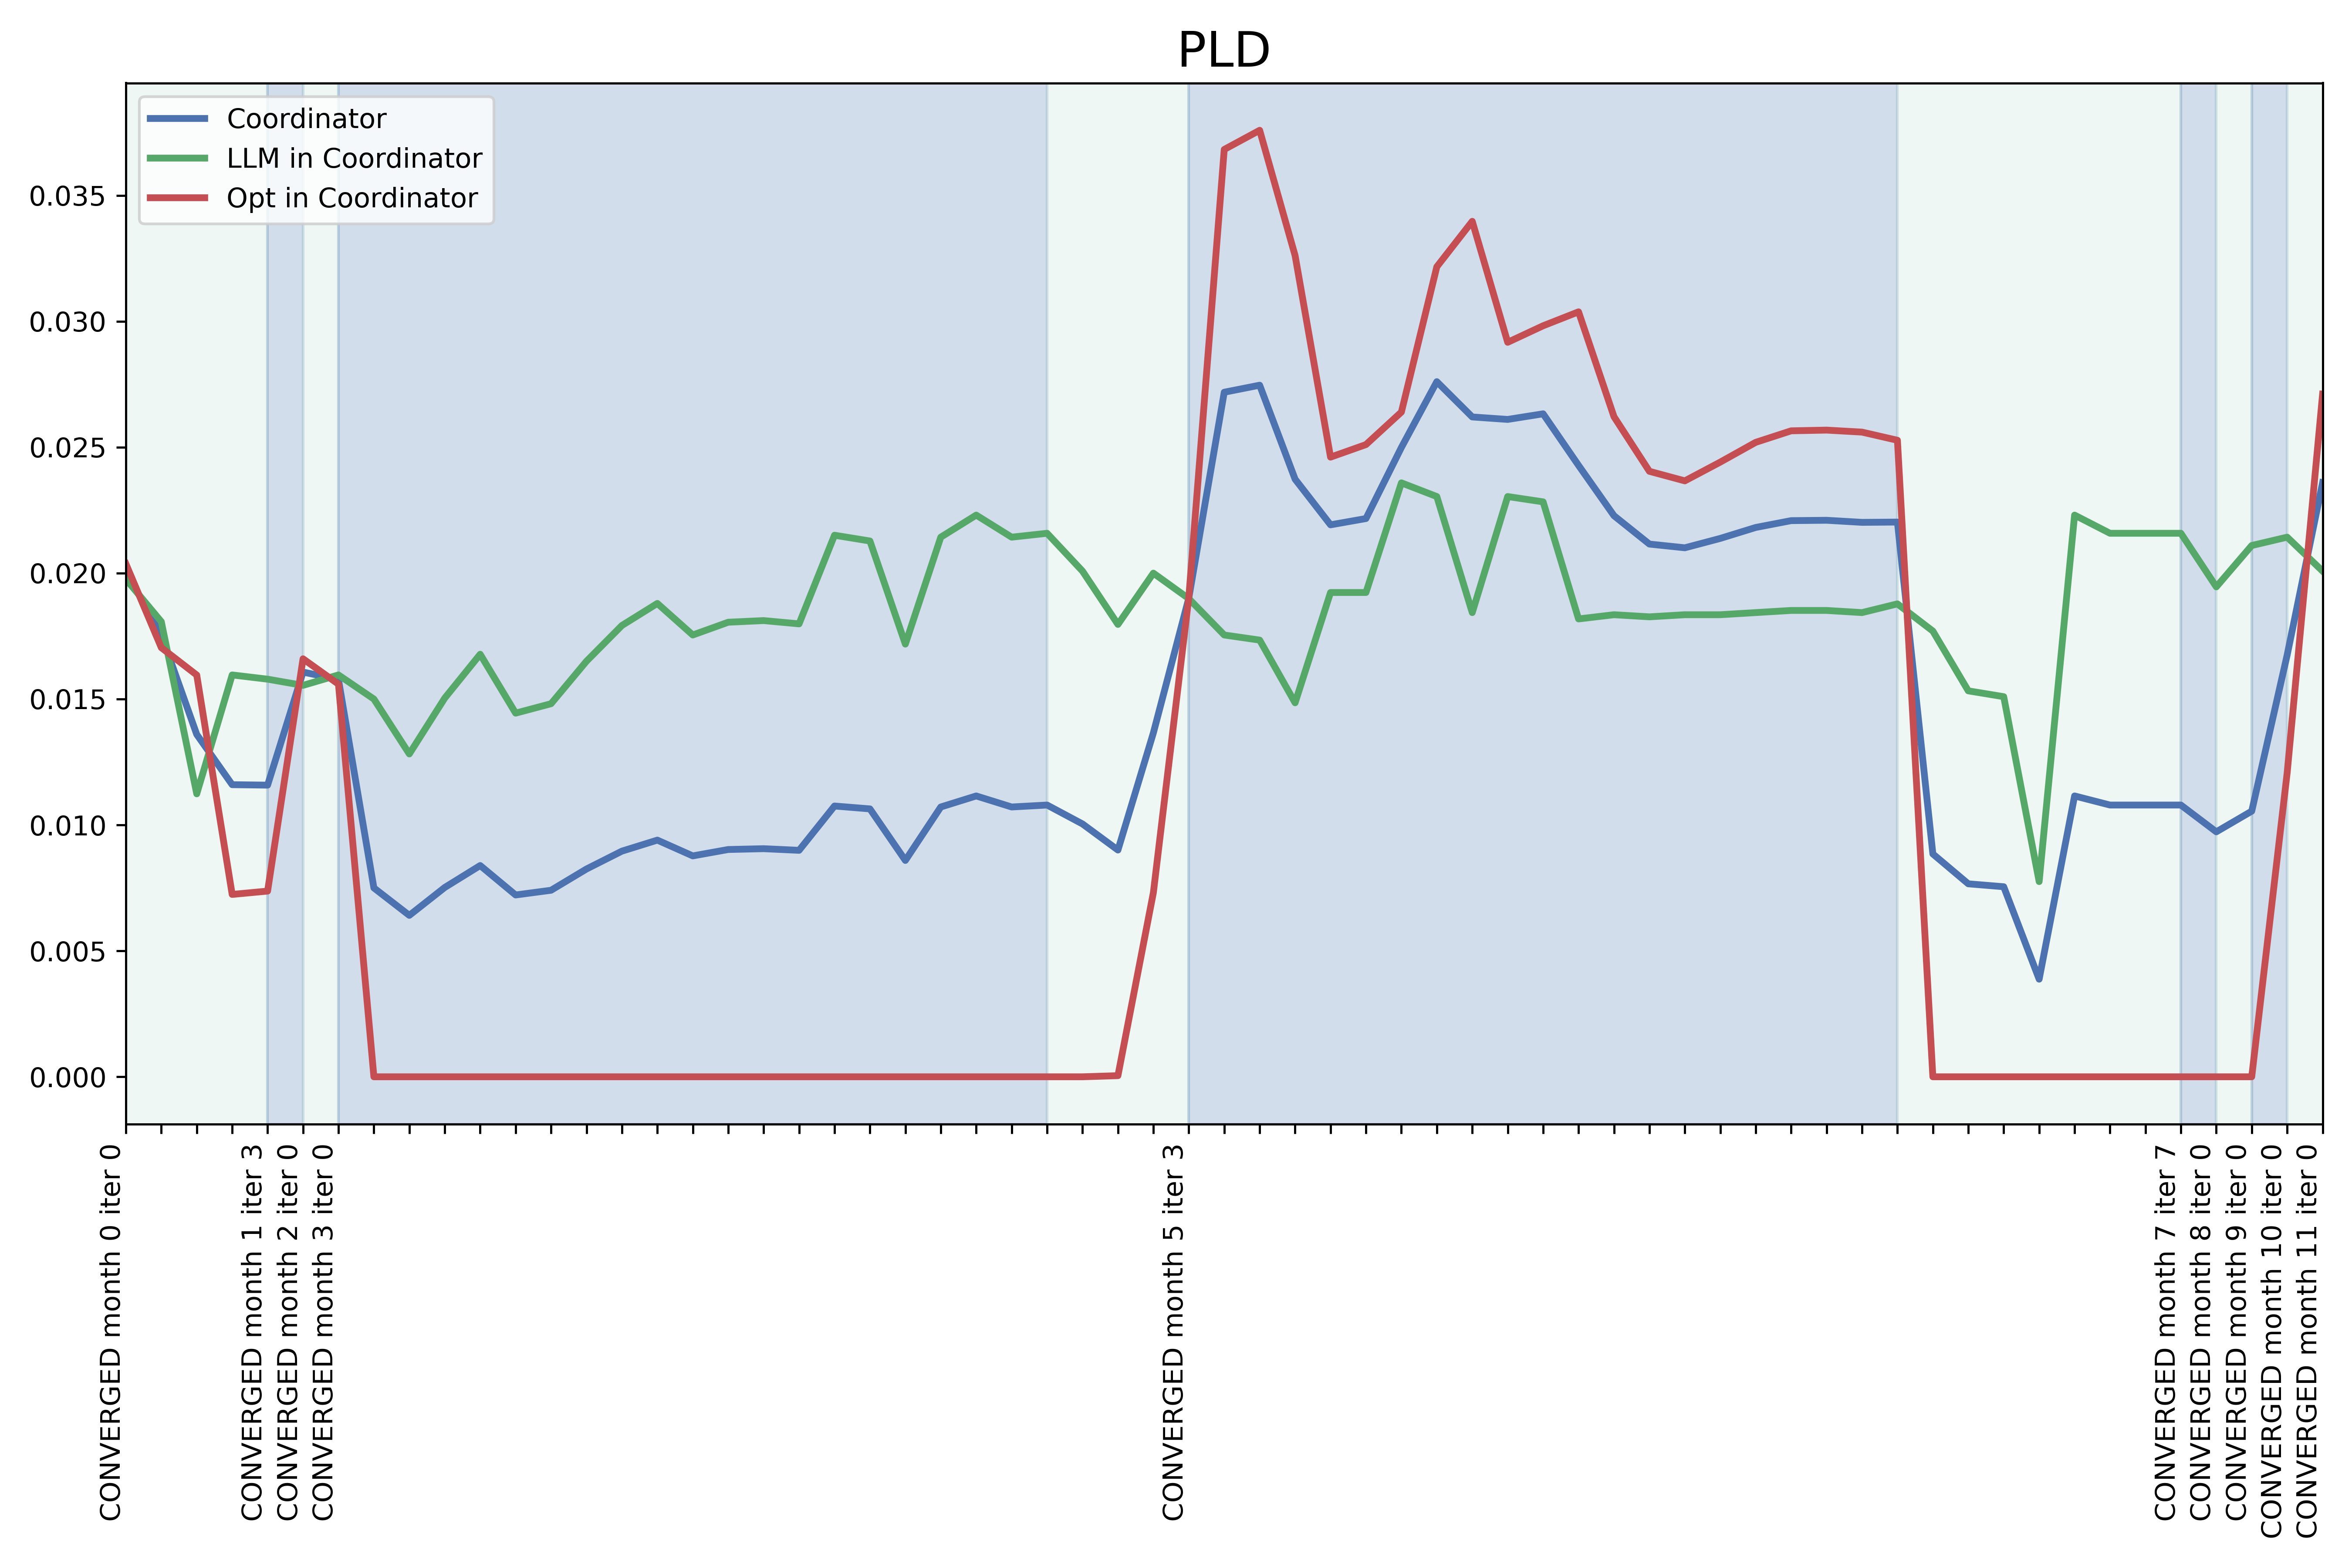 PLD
Coordinator
LLM in Coordinator
Opt in Coordinator
0.035
0.030
0.025
0.020
0.015
0.010
0.005
0.000
CONVERGED month 0 iter 0
CONVERGED month 1 iter 3
CONVERGED month 2 iter 0
CONVERGED month 3 iter 0
CONVERGED month 5 iter 3
CONVERGED month 7 iter 7
CONVERGED month 8 iter 0
CONVERGED month 9 iter 0
CONVERGED month 10 iter 0
CONVERGED month 11 iter 0